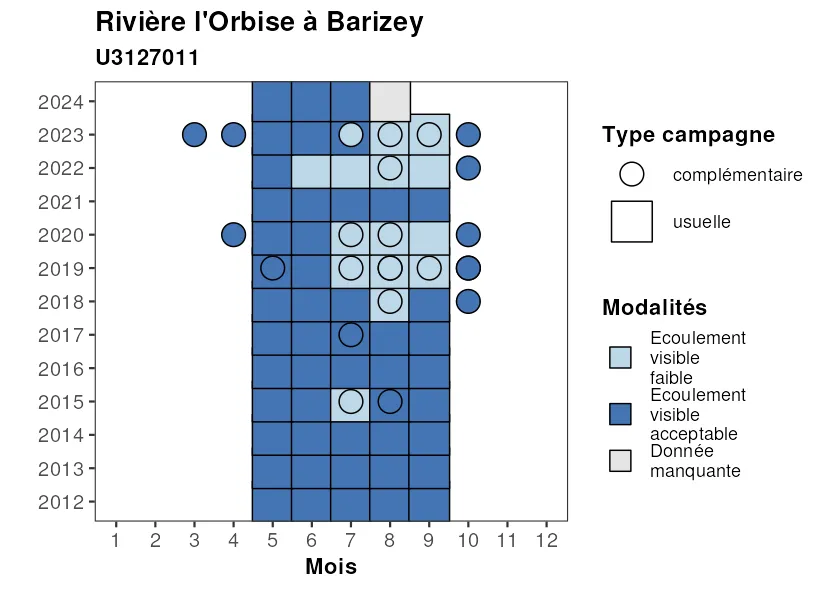 Rivière l'Orbise à Barizey
U3127011
2024
2023
2022
2021
2020
2019
2018
2017
2016
2015
2014
2013
2012
1 2 3 4 5 6 7 8 9 10 11 12
Mois
Type campagne
complémentaire
usuelle
Modalités
Ecoulement
visible
faible
Ecoulement
visible
acceptable
Donnée
manquante